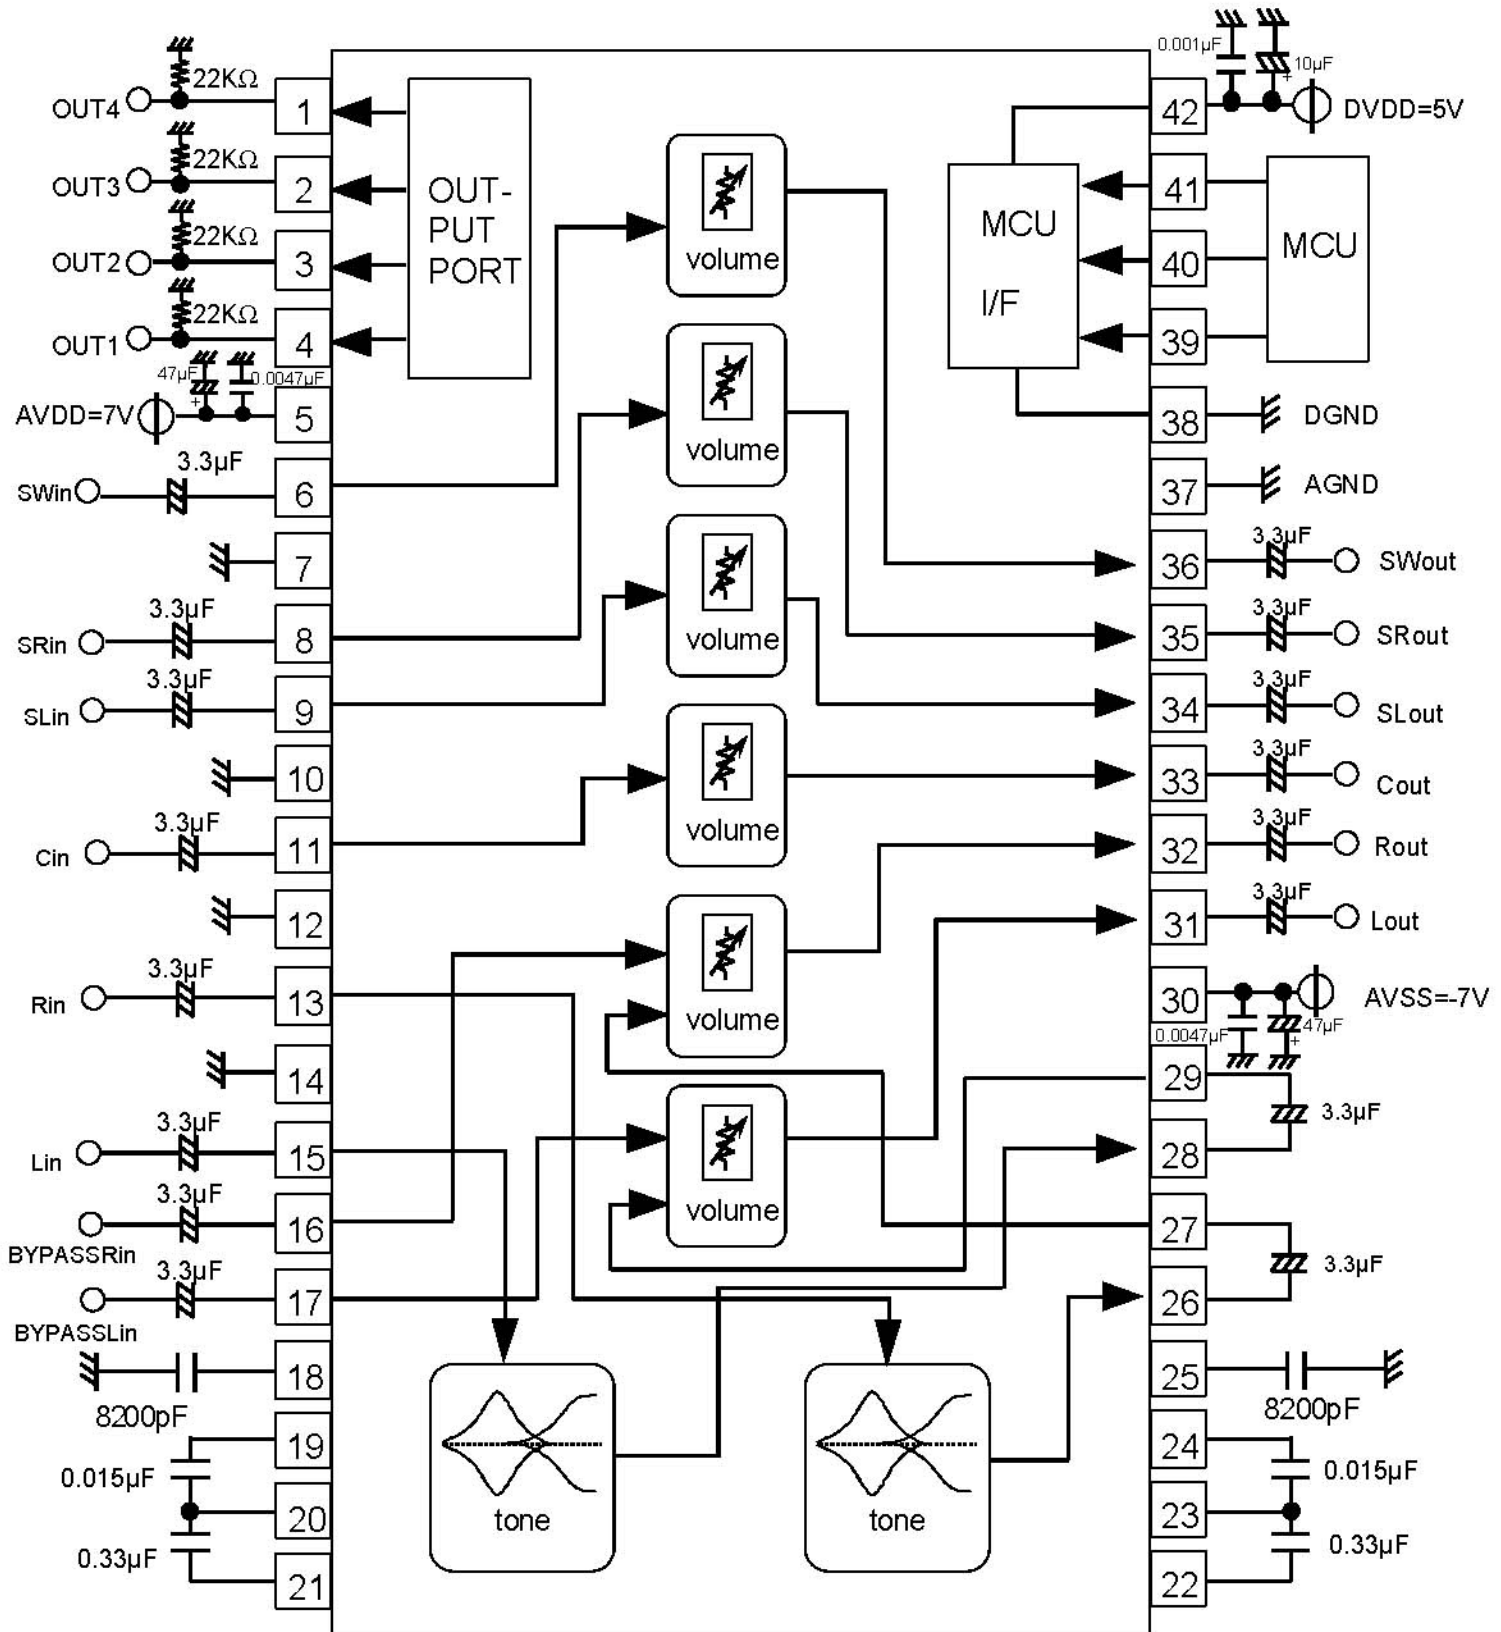 OUT4
22KΩ
1
OUT3
22KΩ
2
OUT2
22KΩ
3
OUT1
22KΩ
4
47µF
+
0.0047µF
AVDD=7V
5
3.3µF
SWin
6
7
3.3µF
SRin
8
3.3µF
SLin
9
10
3.3µF
Cin
11
12
3.3µF
Rin
13
14
3.3µF
Lin
15
3.3µF
16
BYPASSRin
3.3µF
17
BYPASSLin
18
8200pF
19
0.015µF
20
0.33µF
21
OUT-
PUT
PORT
volume
volume
volume
volume
volume
volume
tone
tone
MCU
I/F
MCU
0.001µF
10µF
+
42
DVDD=5V
41
40
39
38
DGND
37
AGND
3.3µF
36
SWout
3.3µF
35
SRout
3.3µF
34
SLout
3.3µF
33
Cout
3.3µF
32
Rout
3.3µF
31
Lout
30
AVSS=-7V
0.0047µF
47µF
+
29
3.3µF
28
27
3.3µF
26
25
8200pF
24
0.015µF
23
0.33µF
22